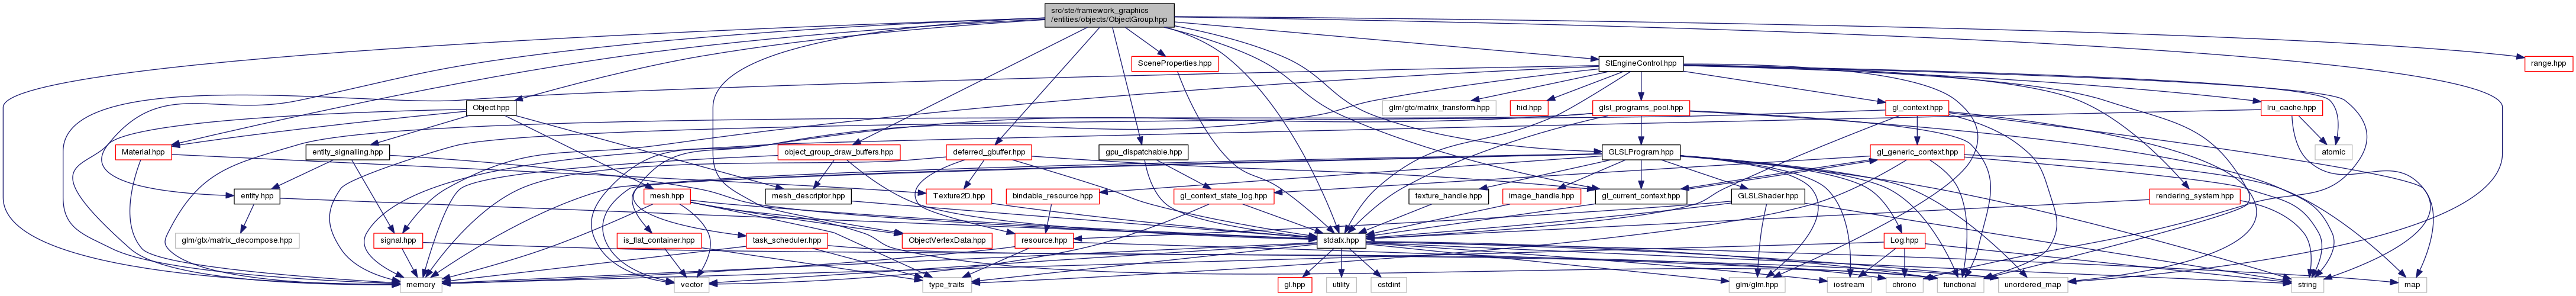 src/ste/framework_graphics
/entities/objects/ObjectGroup.hpp
SceneProperties.hpp
StEngineControl.hpp
range.hpp
Object.hpp
glm/gtc/matrix_transform.hpp
hid.hpp
glsl_programs_pool.hpp
gl_context.hpp
lru_cache.hpp
Material.hpp
entity_signalling.hpp
object_group_draw_buffers.hpp
deferred_gbuffer.hpp
gpu_dispatchable.hpp
GLSLProgram.hpp
gl_generic_context.hpp
atomic
entity.hpp
mesh.hpp
mesh_descriptor.hpp
Texture2D.hpp
bindable_resource.hpp
gl_context_state_log.hpp
texture_handle.hpp
image_handle.hpp
gl_current_context.hpp
GLSLShader.hpp
rendering_system.hpp
glm/gtx/matrix_decompose.hpp
signal.hpp
is_flat_container.hpp
task_scheduler.hpp
ObjectVertexData.hpp
resource.hpp
stdafx.hpp
Log.hpp
memory
vector
type_traits
gl.hpp
utility
cstdint
glm/glm.hpp
iostream
chrono
functional
unordered_map
string
map